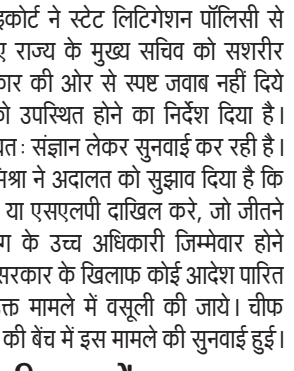 इकोर्ट ने स्टेट लिटिगेशन पॉलिसी से
ए राज्य के मुख्य सचिव को सशरीर
कार की ओर से स्पष्ट जवाब नहीं दिये
को उपस्थित होने का निर्देश दिया है।
वत: संज्ञान लेकर सुनवाई कर रही है।
मिश्रा ने अदालत को सुझाव दिया है कि
या एसएलपी दाखिल करे, जो जीतने
ग के उच्च अधिकारी जिम्मेवार होने
सरकार के खिलाफ कोई आदेश पारित
क्त मामले में वसूली की जाये। चीफ
की बेंच में इस मामले की सुनवाई हुई।